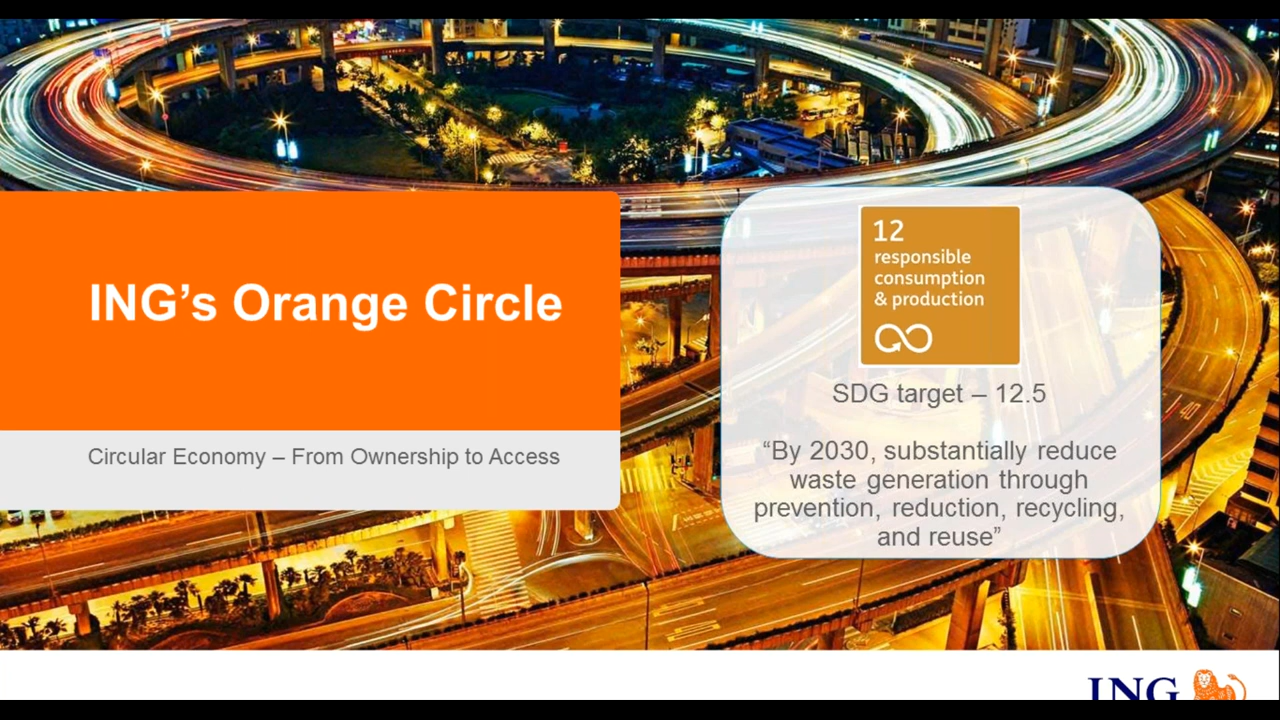 ING’s Orange Circle
Circular Economy – From Ownership to Access
12
responsible
consumption
& production
SDG target – 12.5
“By 2030, substantially reduce
waste generation through
prevention, reduction, recycling,
and reuse”
ING